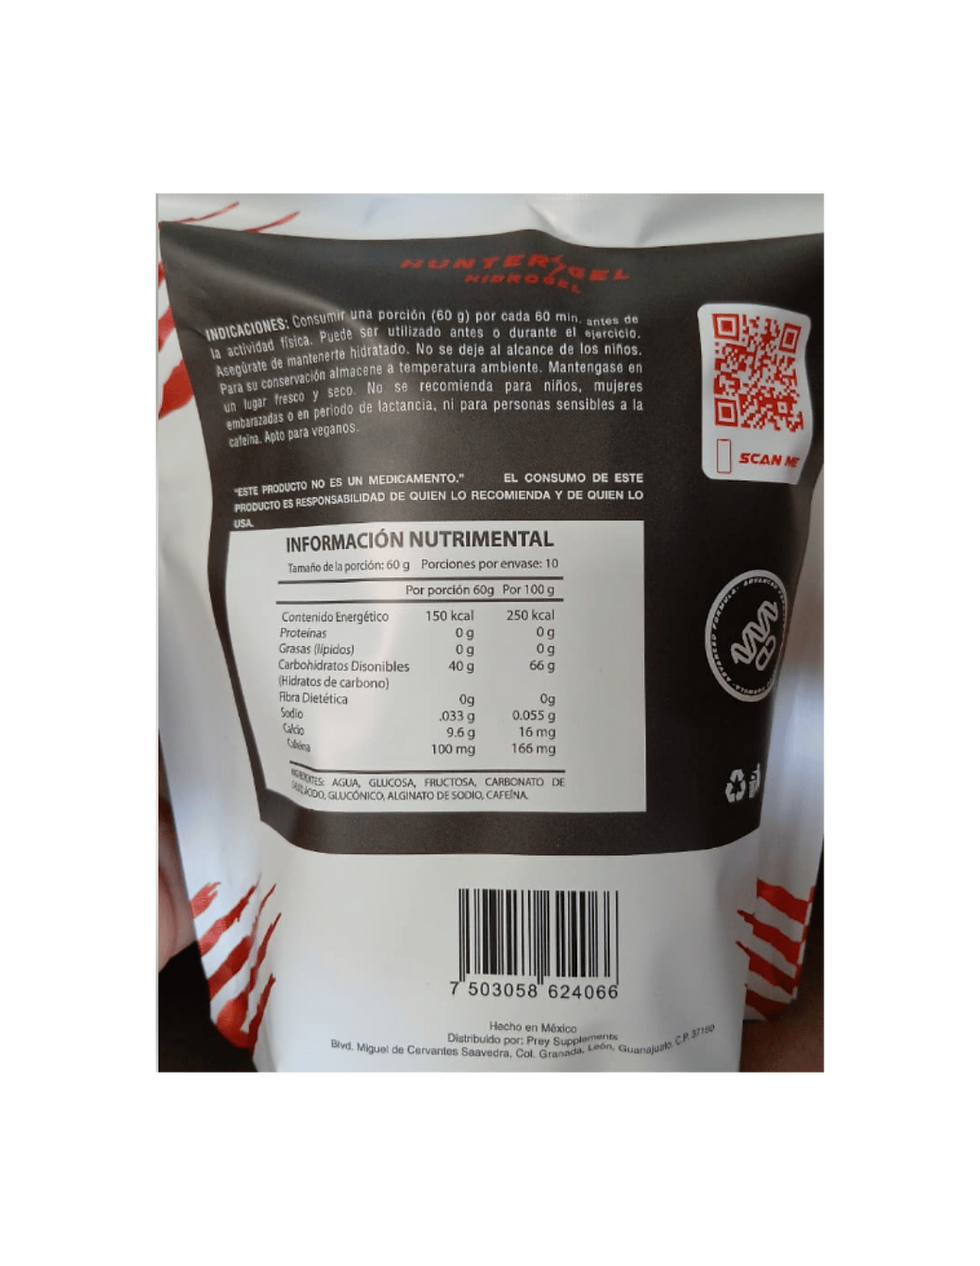 HUNTER GEL
HIDROGEL
INDICACIONES: Consumir una porción (60 g) por cada 60 min. antes de
la actividad física. Puede ser utilizado antes o durante el ejercicio.
Asegúrate de mantenerte hidratado. No se deje al alcance de los niños.
Para su conservación almacene a temperatura ambiente. Mantengase en
un lugar fresco y seco. No se recomienda para niños, mujeres
embarazadas o en periodo de lactancia, ni para personas sensibles a la
cafeína. Apto para veganos.
SCAN ME
"ESTE PRODUCTO NO ES UN MEDICAMENTO." EL CONSUMO DE ESTE
PRODUCTO ES RESPONSABILIDAD DE QUIEN LO RECOMIENDA Y DE QUIEN LO
USA.
INFORMACIÓN NUTRIMENTAL
Tamaño de la porción: 60 g Porciones por envase: 10
Por porción 60g Por 100 g
Contenido Energético 150 kcal 250 kcal
Proteínas 0 g 0 g
Grasas (lípidos) 0 g 0 g
Carbohidratos Disonibles 40 g 66 g
(Hidratos de carbono)
Fibra Dietética 0g 0g
Sodio .033 g 0.055 g
Calcio 9.6 g 16 mg
Cafeína 100 mg 166 mg
INGREDIENTES: AGUA, GLUCOSA, FRUCTOSA, CARBONATO DE
ÁCIDO, GLUCÓNICO, ALGINATO DE SODIO, CAFEÍNA.
ADVANCED FORMULA
7 503058 624066
Hecho en México
Distribuido por: Prey Supplements
Blvd. Miguel de Cervantes Saavedra, Col. Granada. León, Guanajuato. C.P. 37160